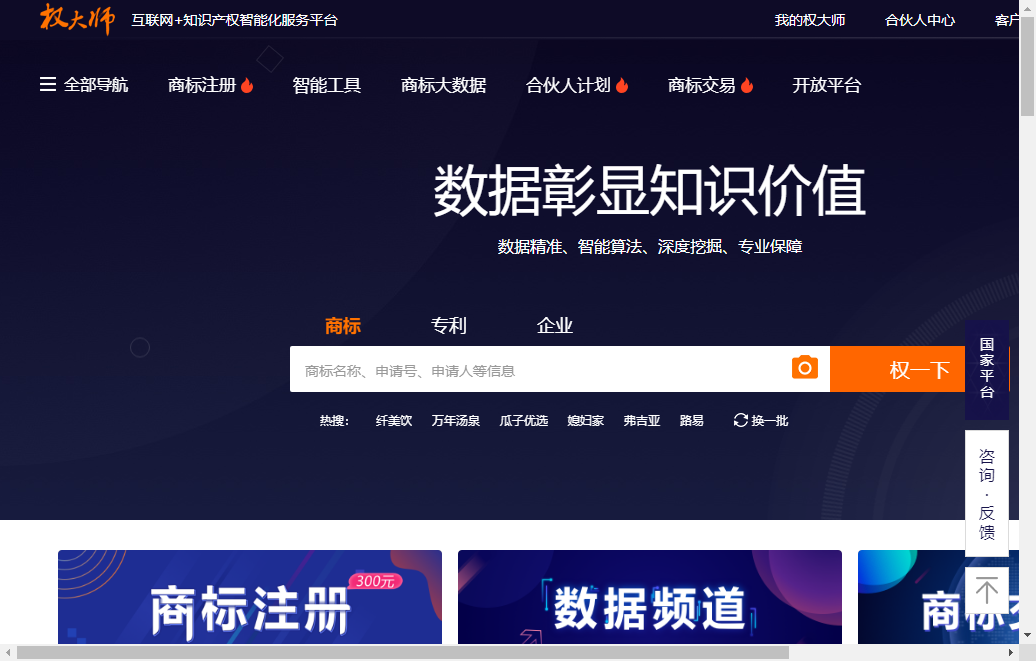 权大师 互联网+知识产权智能化服务平台 我的权大师 合伙人中心 客户
全部导航 商标注册 智能工具 商标大数据 合伙人计划 商标交易 开放平台
数据彰显知识价值
数据精准、智能算法、深度挖掘、专业保障
商标 专利 企业
商标名称、申请号、申请人等信息 权一下
热搜： 纤美饮 万年汤泉 瓜子优选 媳妇家 弗吉亚 路易 换一批
国家平台
咨询·反馈
商标注册 300元
数据频道
商标交